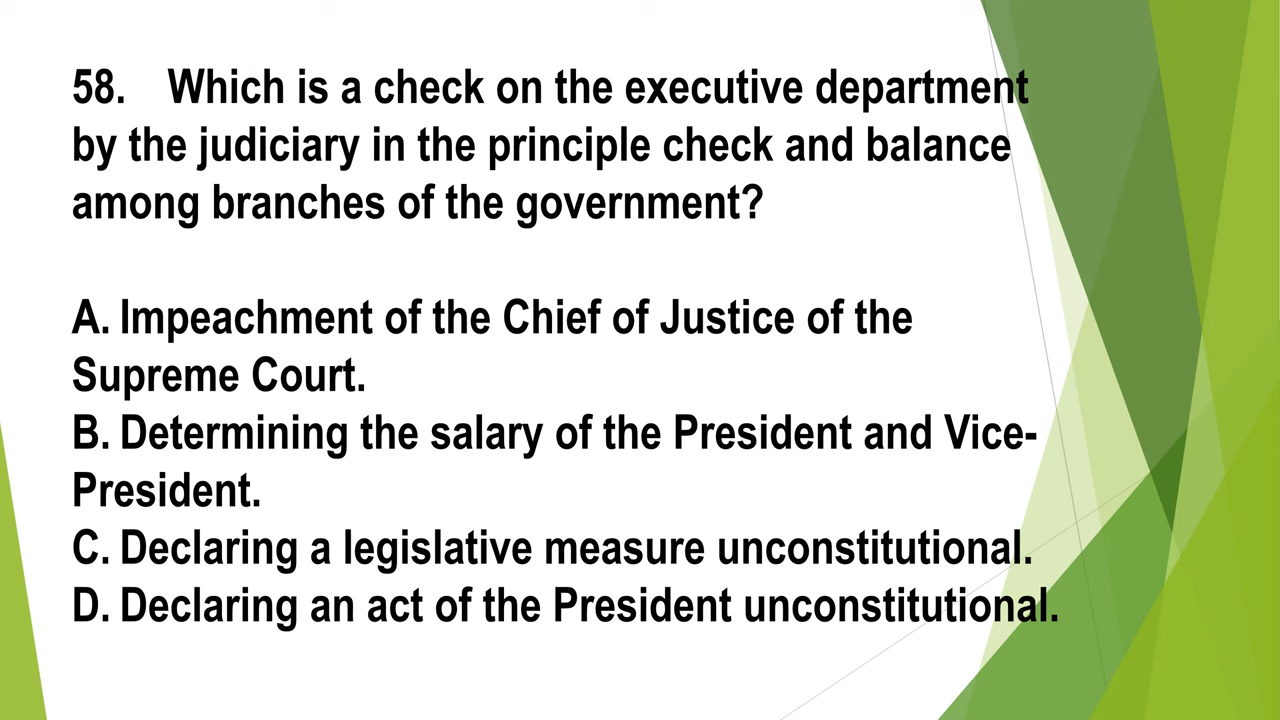 58. Which is a check on the executive department
by the judiciary in the principle check and balance
among branches of the government?
A. Impeachment of the Chief of Justice of the
Supreme Court.
B. Determining the salary of the President and Vice-
President.
C. Declaring a legislative measure unconstitutional.
D. Declaring an act of the President unconstitutional.